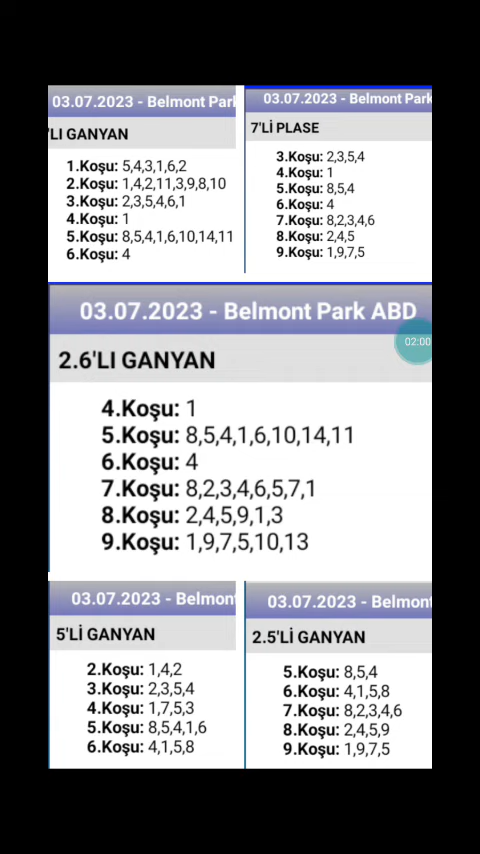 03.07.2023 - Belmont Park
'LI GANYAN
1.Koşu: 5,4,3,1,6,2
2.Koşu: 1,4,2,11,3,9,8,10
3.Koşu: 2,3,5,4,6,1
4.Koşu: 1
5.Koşu: 8,5,4,1,6,10,14,11
6.Koşu: 4
03.07.2023 - Belmont Park
7'Lİ PLASE
3.Koşu: 2,3,5,4
4.Koşu: 1
5.Koşu: 8,5,4
6.Koşu: 4
7.Koşu: 8,2,3,4,6
8.Koşu: 2,4,5
9.Koşu: 1,9,7,5
03.07.2023 - Belmont Park ABD
02:00
2.6'LI GANYAN
4.Koşu: 1
5.Koşu: 8,5,4,1,6,10,14,11
6.Koşu: 4
7.Koşu: 8,2,3,4,6,5,7,1
8.Koşu: 2,4,5,9,1,3
9.Koşu: 1,9,7,5,10,13
03.07.2023 - Belmont
5'Lİ GANYAN
2.Koşu: 1,4,2
3.Koşu: 2,3,5,4
4.Koşu: 1,7,5,3
5.Koşu: 8,5,4,1,6
6.Koşu: 4,1,5,8
03.07.2023 - Belmont
2.5'Lİ GANYAN
5.Koşu: 8,5,4
6.Koşu: 4,1,5,8
7.Koşu: 8,2,3,4,6
8.Koşu: 2,4,5,9
9.Koşu: 1,9,7,5